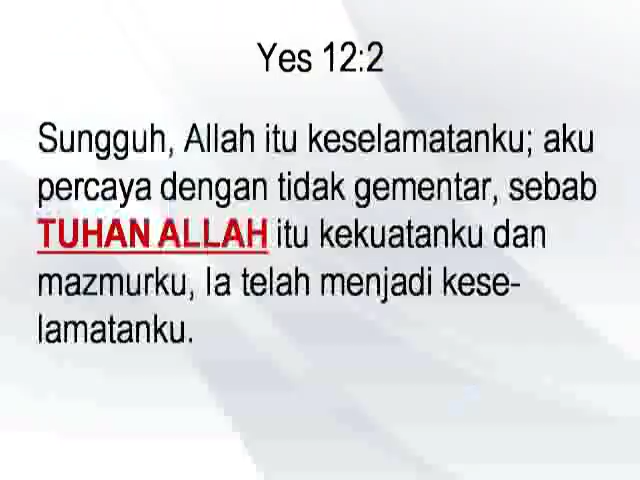 Yes 12:2
Sungguh, Allah itu keselamatanku; aku
percaya dengan tidak gementar, sebab
TUHAN ALLAH itu kekuatanku dan
mazmurku, Ia telah menjadi kese-
lamatanku.